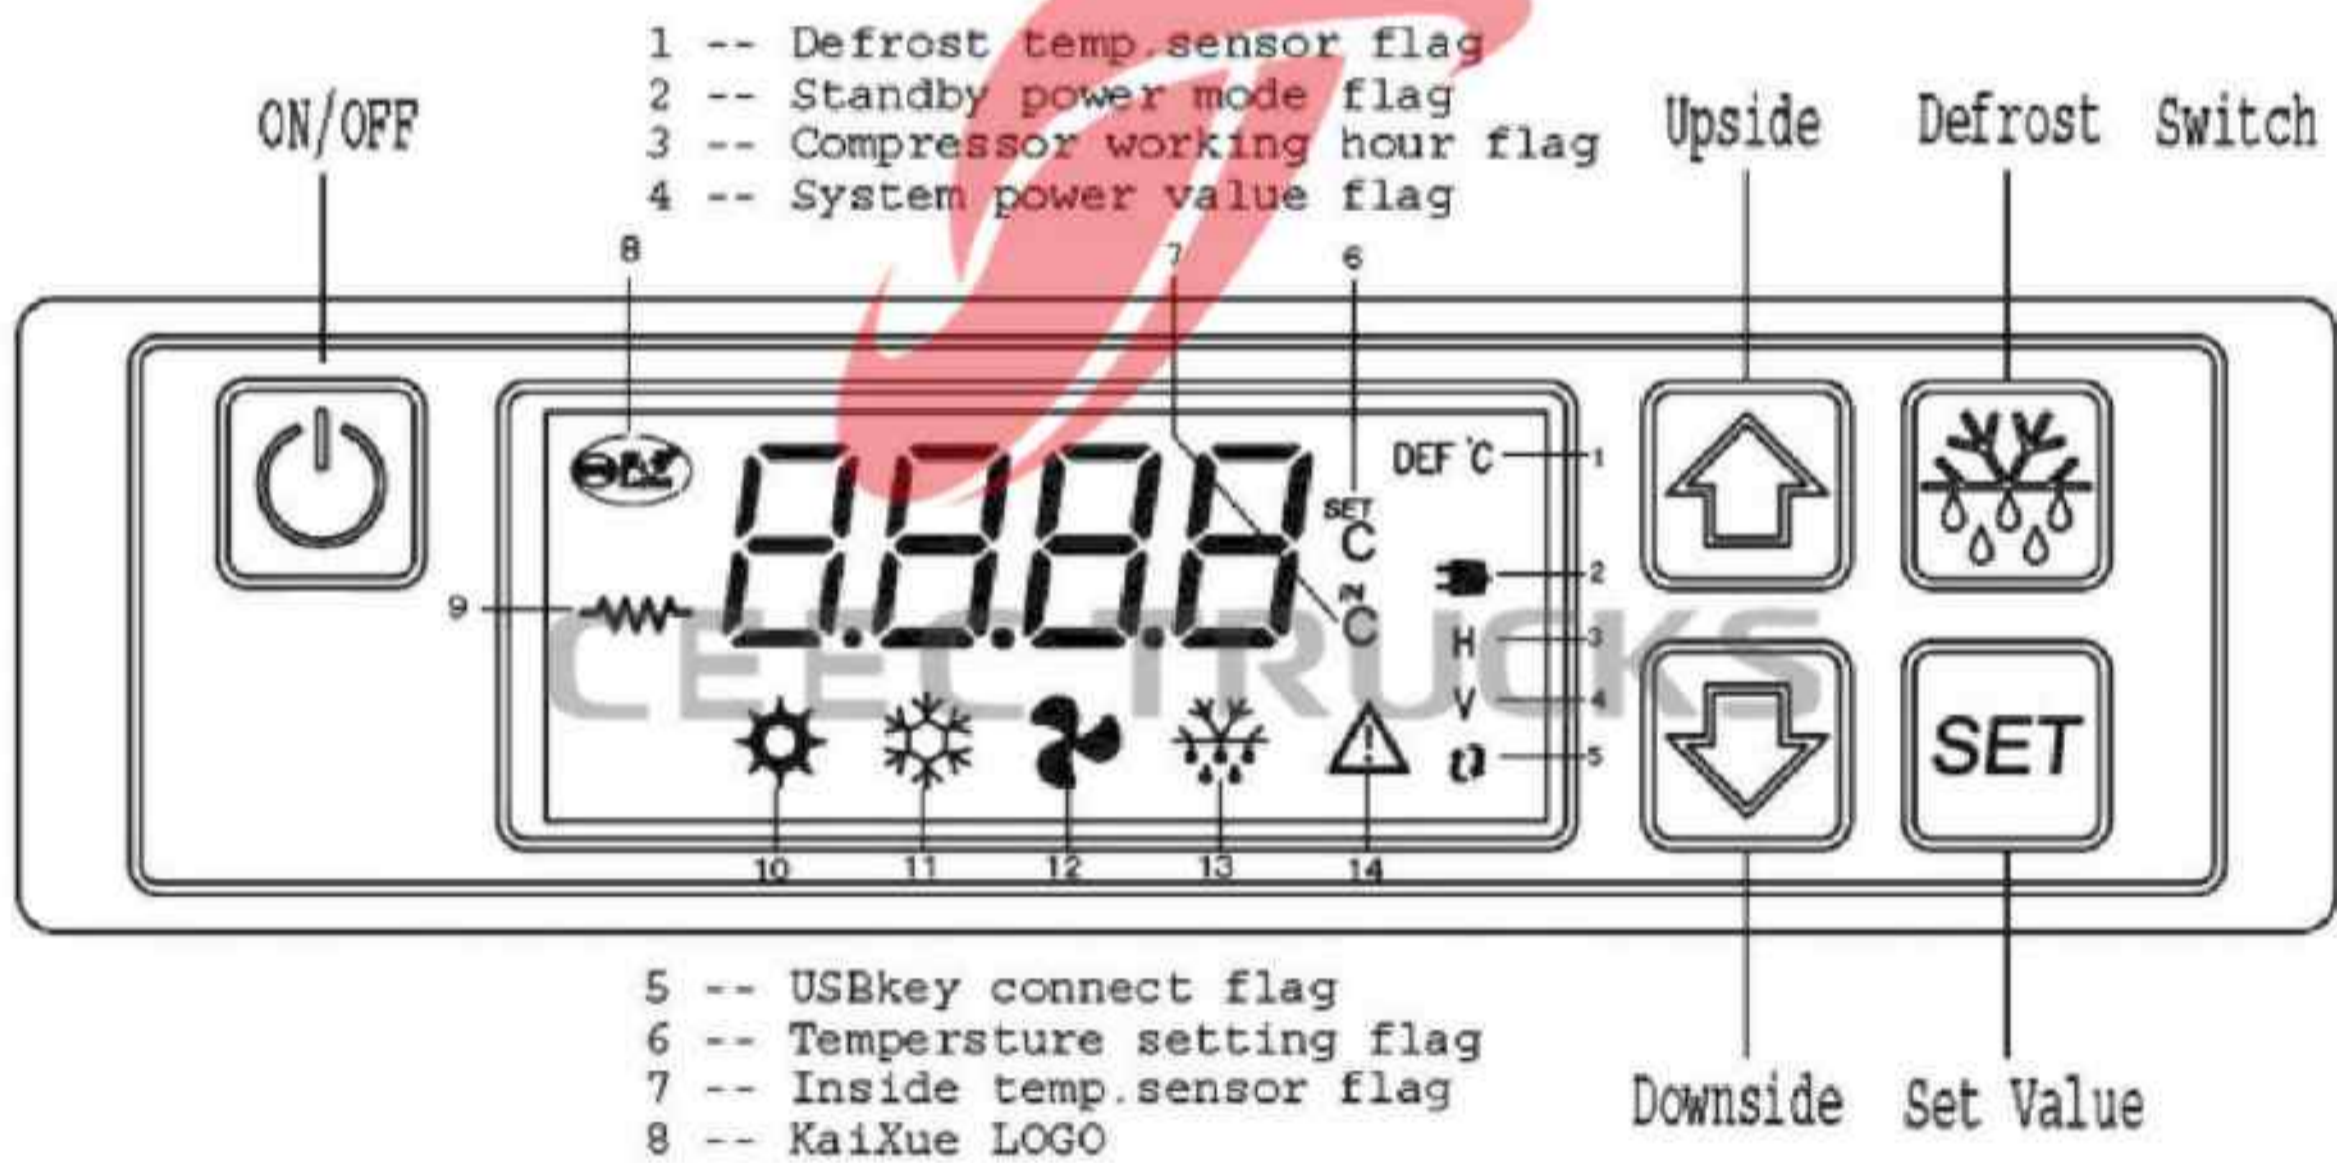 1 -- Defrost temp.sensor flag
2 -- Standby power mode flag
3 -- Compressor working hour flag
4 -- System power value flag
ON/OFF
Upside
Defrost Switch
8
7
6
DEF °C
1
SET
C
2
9
IN
C
H
3
V
4
5
CEEC TRUCKS
SET
10
11
12
13
14
5 -- USBkey connect flag
6 -- Tempersture setting flag
7 -- Inside temp.sensor flag
8 -- KaiXue LOGO
Downside
Set Value